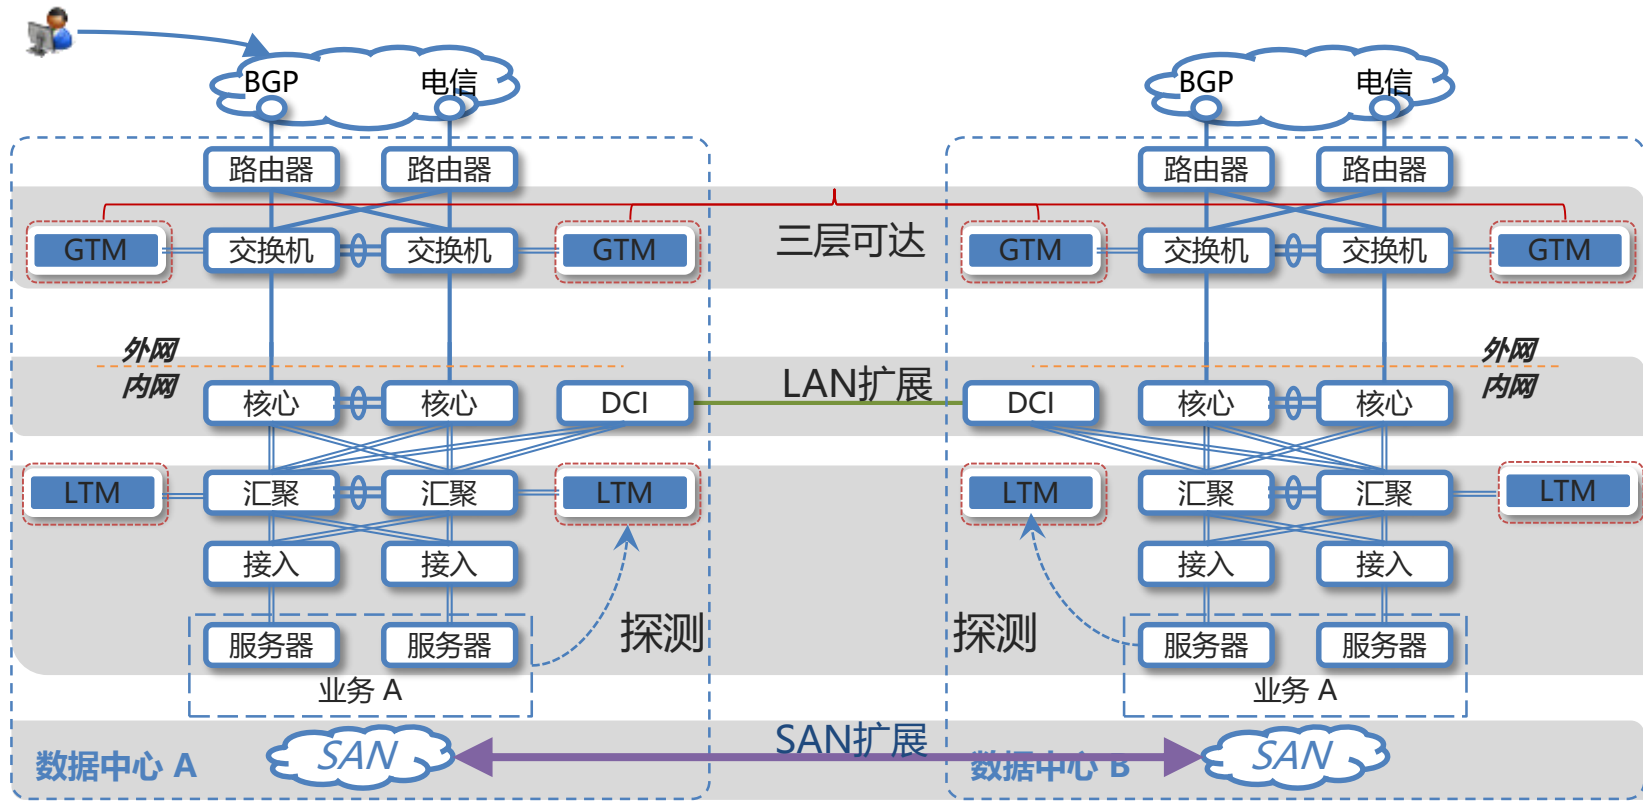 BGP 电信 BGP 电信
路由器 路由器 路由器 路由器
GTM 交换机 交换机 GTM 三层可达 GTM 交换机 交换机 GTM
外网 外网
内网 LAN扩展 内网
核心 核心 DCI DCI 核心 核心
LTM 汇聚 汇聚 LTM LTM 汇聚 汇聚 LTM
接入 接入 接入 接入
服务器 服务器 探测 探测 服务器 服务器
业务 A 业务 A
SAN扩展
数据中心 A SAN 数据中心 B SAN